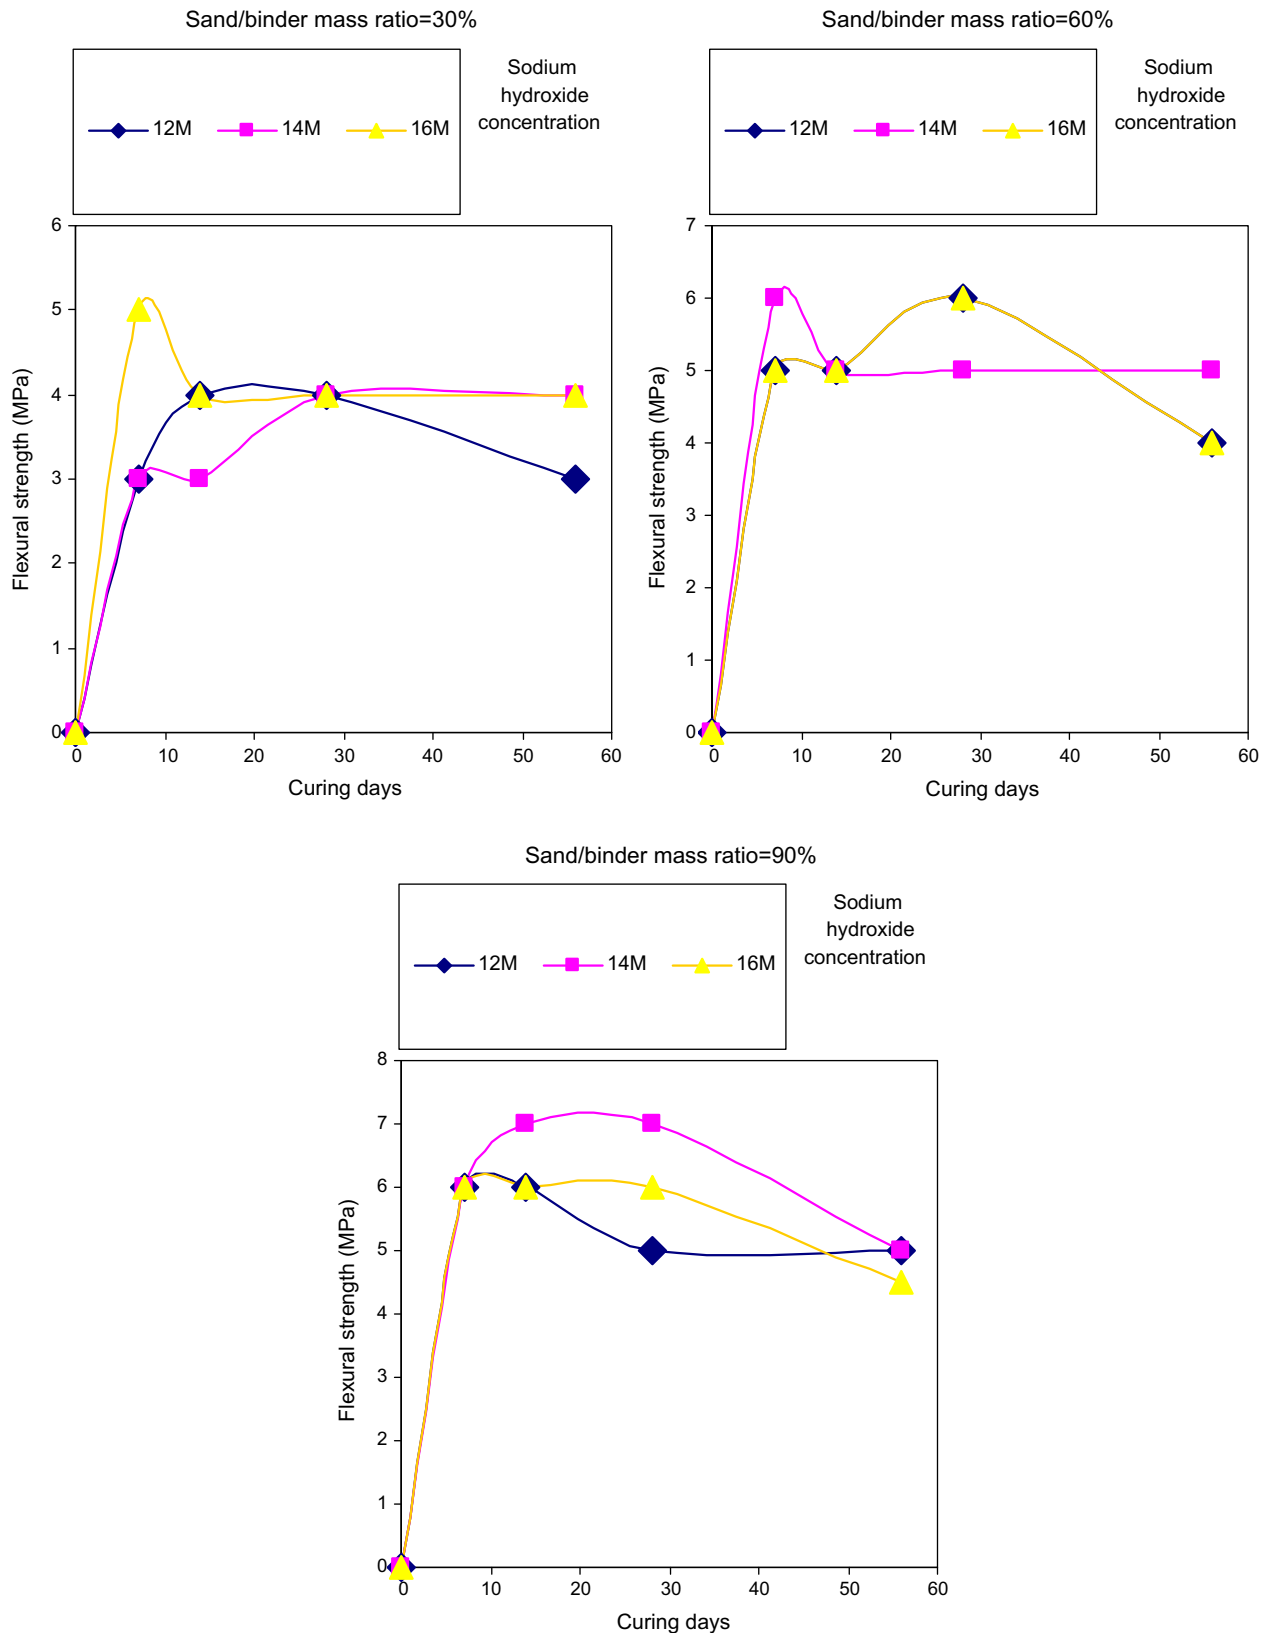 Sand/binder mass ratio=30%
Sodium
hydroxide
concentration
12M 14M 16M
6
5
4
3
2
1
0
Flexural strength (MPa)
0 10 20 30 40 50 60
Curing days
Sand/binder mass ratio=60%
Sodium
hydroxide
concentration
12M 14M 16M
7
6
5
4
3
2
1
0
Flexural strength (MPa)
0 10 20 30 40 50 60
Curing days
Sand/binder mass ratio=90%
Sodium
hydroxide
concentration
12M 14M 16M
8
7
6
5
4
3
2
1
0
Flexural strength (MPa)
0 10 20 30 40 50 60
Curing days